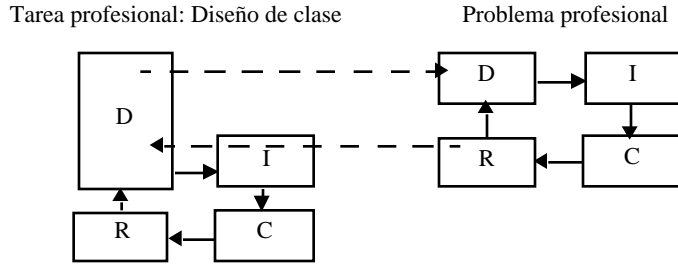 Tarea profesional: Diseño de clase
Problema profesional
D
I
D
I
R
C
R
C